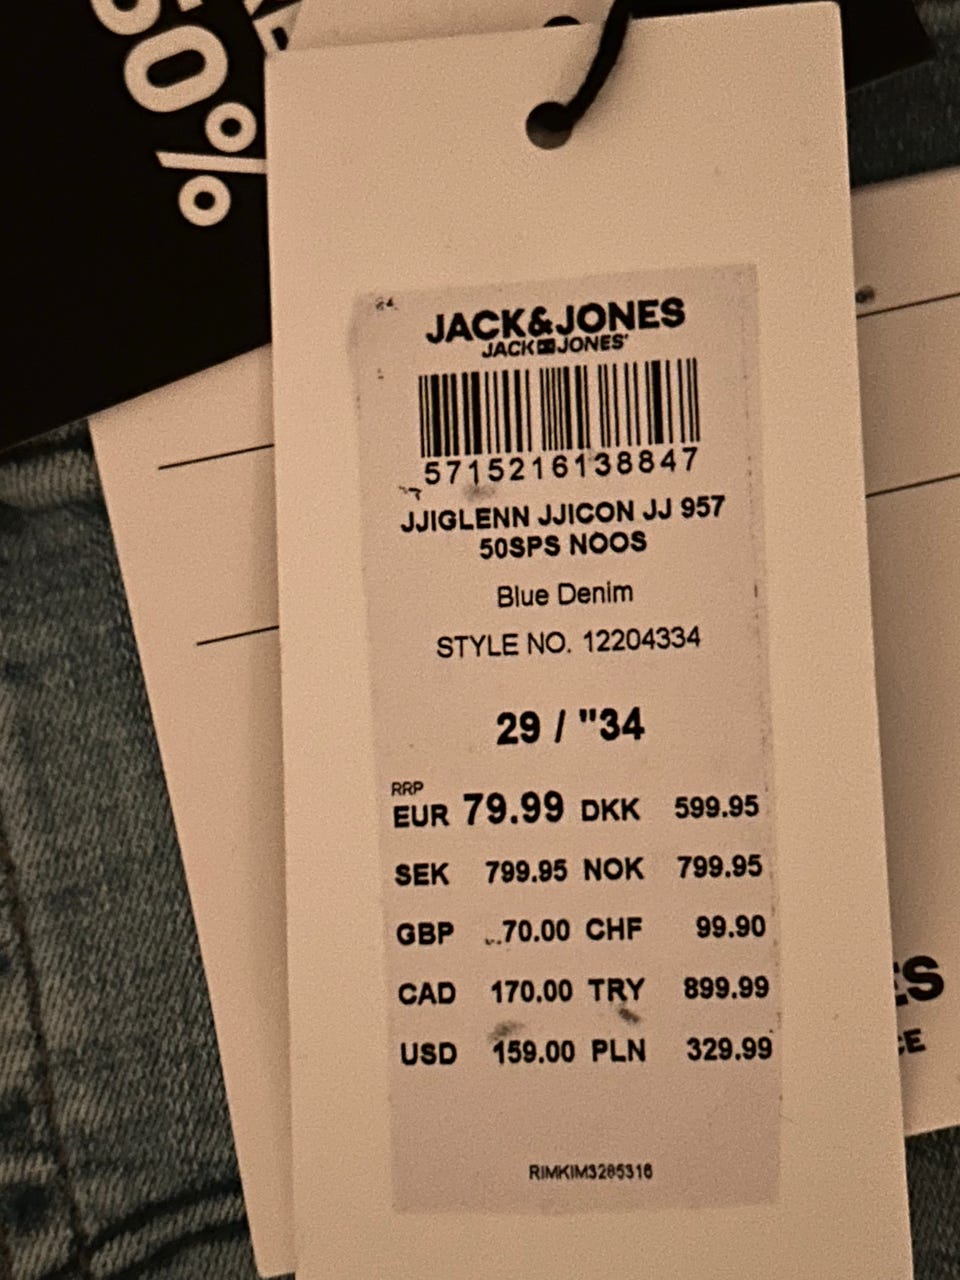 50%
JACK&JONES
JACK JONES
5715216138847
JJIGLENN JJICON JJ 957
50SPS NOOS
Blue Denim
STYLE NO. 12204334
29 / "34
RRP
EUR 79.99 DKK 599.95
SEK 799.95 NOK 799.95
GBP 70.00 CHF 99.90
CAD 170.00 TRY 899.99
USD 159.00 PLN 329.99
RIMKIM3285316